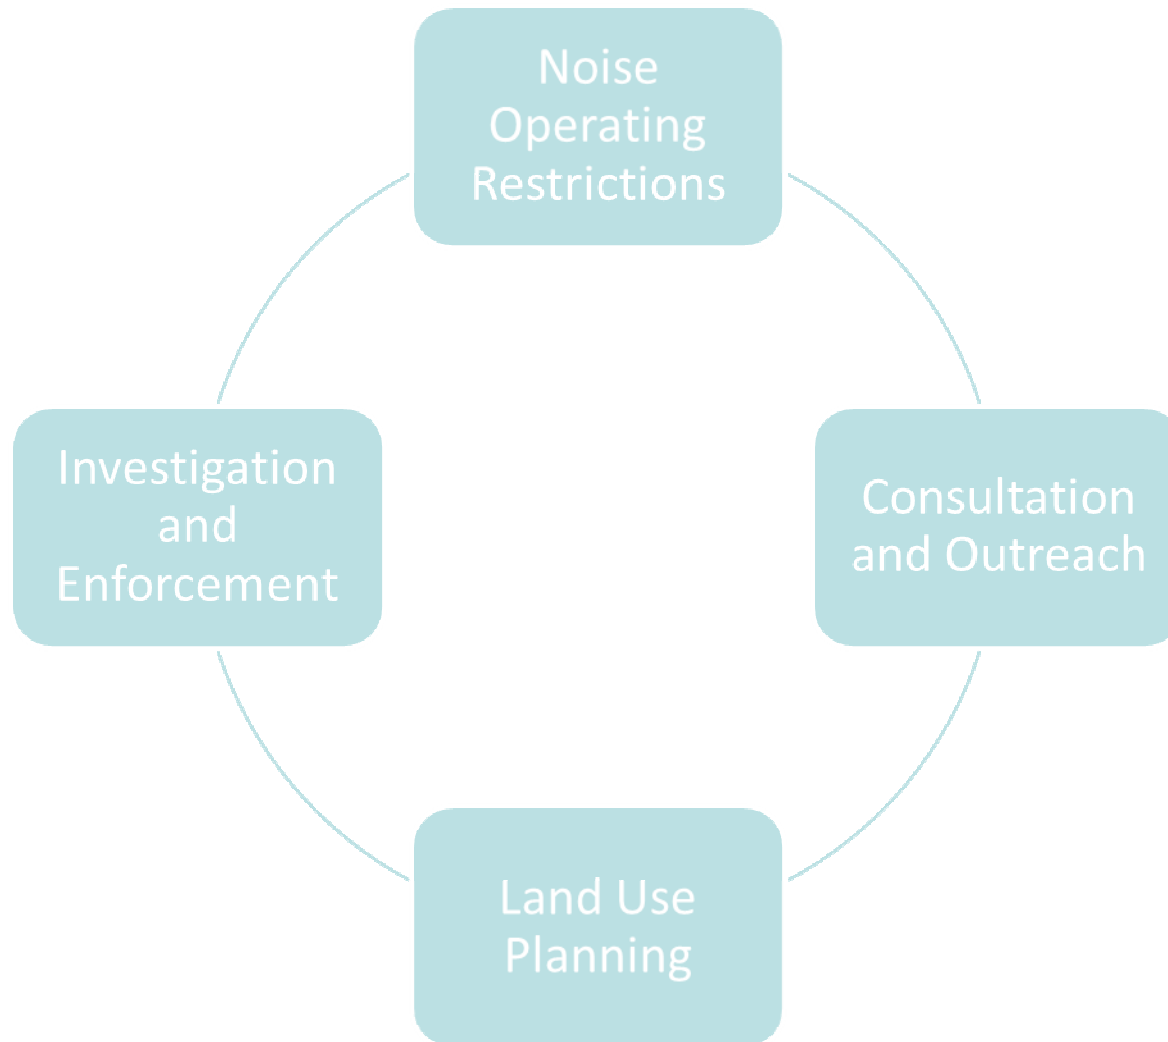 Noise
Operating
Restrictions
Investigation
and
Enforcement
Consultation
and Outreach
Land Use
Planning